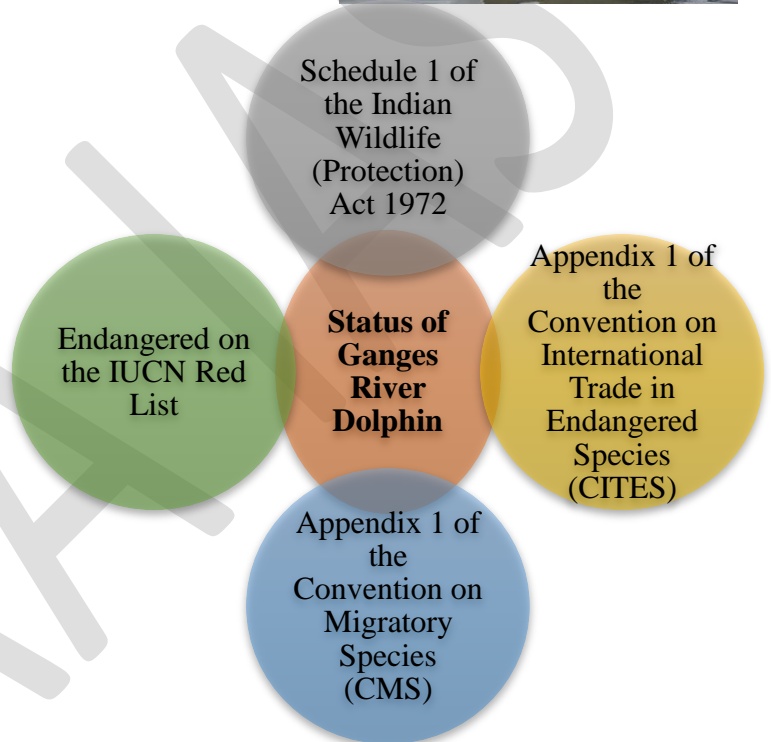 Schedule 1 of
the Indian
Wildlife
(Protection)
Act 1972
Endangered on
the IUCN Red
List
Status of
Ganges
River
Dolphin
Appendix 1 of
the
Convention on
International
Trade in
Endangered
Species
(CITES)
Appendix 1 of
the
Convention on
Migratory
Species
(CMS)